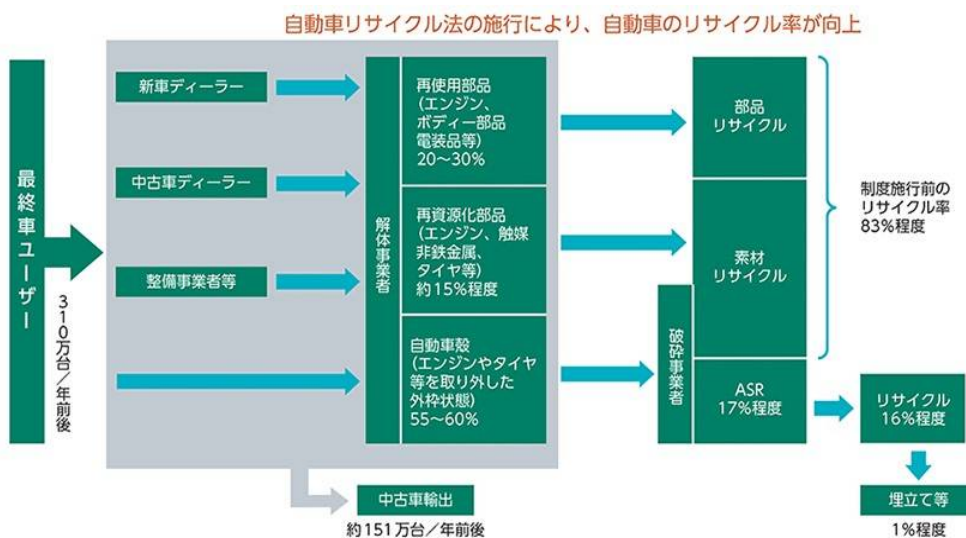 自動車リサイクル法の施行により、自動車のリサイクル率が向上
最終車ユーザー
310万台／年前後
新車ディーラー
中古車ディーラー
整備事業者等
解体事業者
再使用部品
(エンジン、
ボディー部品
電装品等)
20〜30%
再資源化部品
(エンジン、触媒
非鉄金属、
タイヤ等)
約15%程度
自動車殻
(エンジンやタイヤ
等を取り外した
外枠状態)
55〜60%
中古車輸出
約151万台／年前後
部品
リサイクル
素材
リサイクル
破砕事業者
ASR
17%程度
制度施行前の
リサイクル率
83%程度
リサイクル
16%程度
埋立て等
1%程度